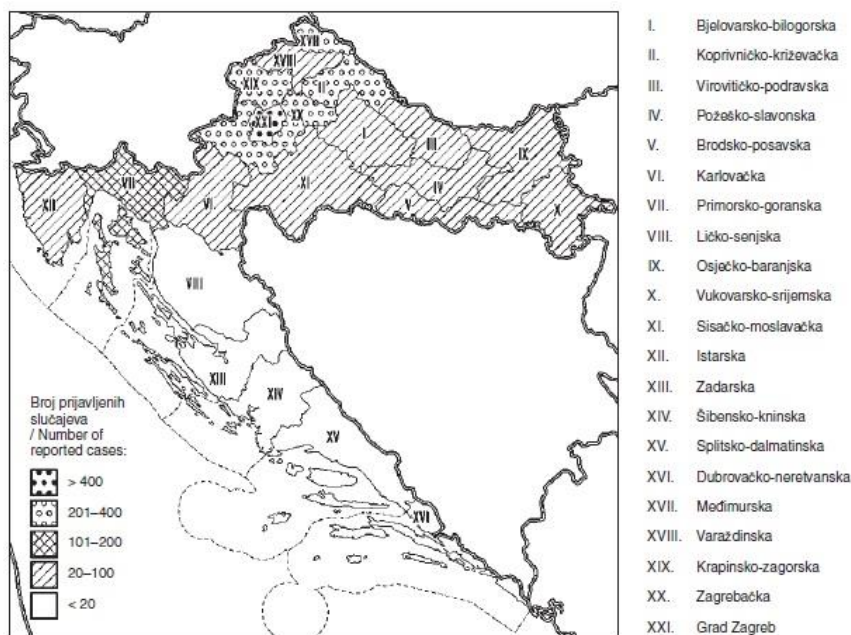 XVII
XVIII
II
XIX
XXI
XX
I
III
IX
VII
XII
VI
XI
IV
V
X
VIII
XIII
XIV
XV
XVI
Broj prijavljenih
slučajeva
/ Number of
reported cases:
> 400
201–400
101–200
20–100
< 20
I. Bjelovarsko-bilogorska
II. Koprivničko-križevačka
III. Virovitičko-podravska
IV. Požeško-slavonska
V. Brodsko-posavska
VI. Karlovačka
VII. Primorsko-goranska
VIII. Ličko-senjska
IX. Osječko-baranjska
X. Vukovarsko-srijemska
XI. Sisačko-moslavačka
XII. Istarska
XIII. Zadarska
XIV. Šibensko-kninska
XV. Splitsko-dalmatinska
XVI. Dubrovačko-neretvanska
XVII. Međimurska
XVIII. Varaždinska
XIX. Krapinsko-zagorska
XX. Zagrebačka
XXI. Grad Zagreb